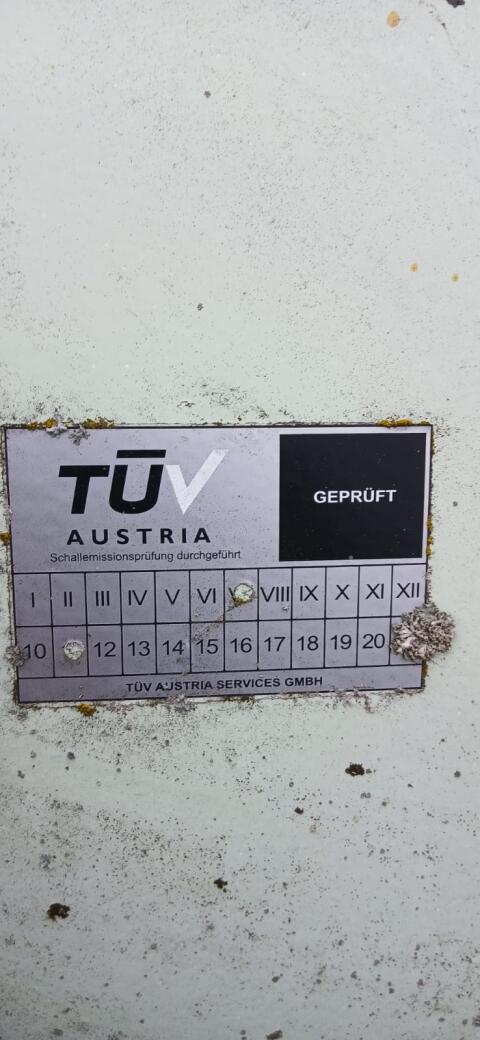 TÜV
AUSTRIA
Schallemissionsprüfung durchgeführt
GEPRÜFT
I II III IV V VI VIII IX X XI XII
10 12 13 14 15 16 17 18 19 20
TÜV AUSTRIA SERVICES GMBH